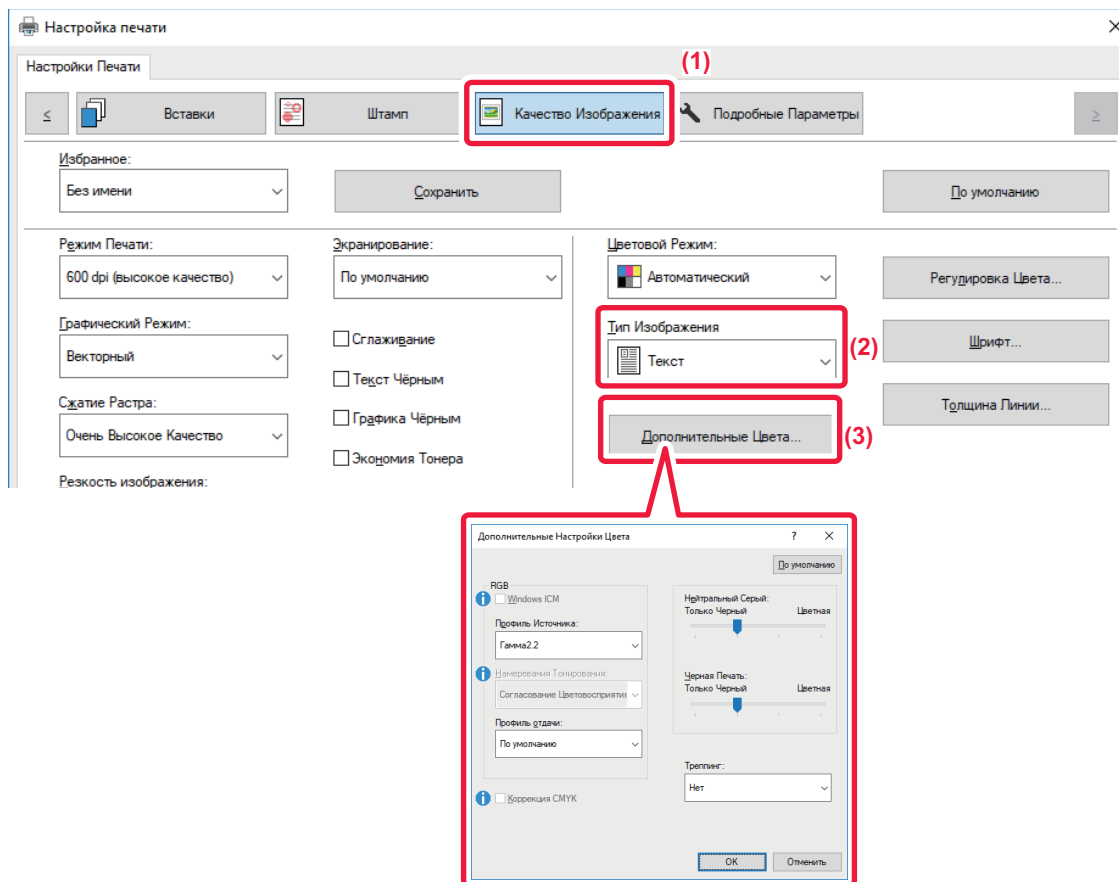 Настройка печати
Настройки Печати
(1)
<
Вставки
Штамп
Качество Изображения
Подробные Параметры
>
Избранное:
Без имени
Сохранить
По умолчанию
Режим Печати:
600 dpi (высокое качество)
Экранирование:
По умолчанию
Цветовой Режим:
Автоматический
Регулировка Цвета...
Графический Режим:
Векторный
Сглаживание
Тип Изображения
Текст
(2)
Шрифт...
Текст Чёрным
Сжатие Растра:
Очень Высокое Качество
Графика Чёрным
Дополнительные Цвета...
(3)
Толщина Линии...
Экономия Тонера
Резкость изображения:
Дополнительные Настройки Цвета
?
По умолчанию
RGB
Windows ICM
Профиль Источника:
Гамма2.2
Намеревания Тонирования:
Согласование Цветовосприятия
Профиль отдачи:
По умолчанию
Коррекция CMYK
Нейтральный Серый:
Только Черный Цветная
Черная Печать:
Только Черный Цветная
Треппинг:
Нет
OK
Отменить